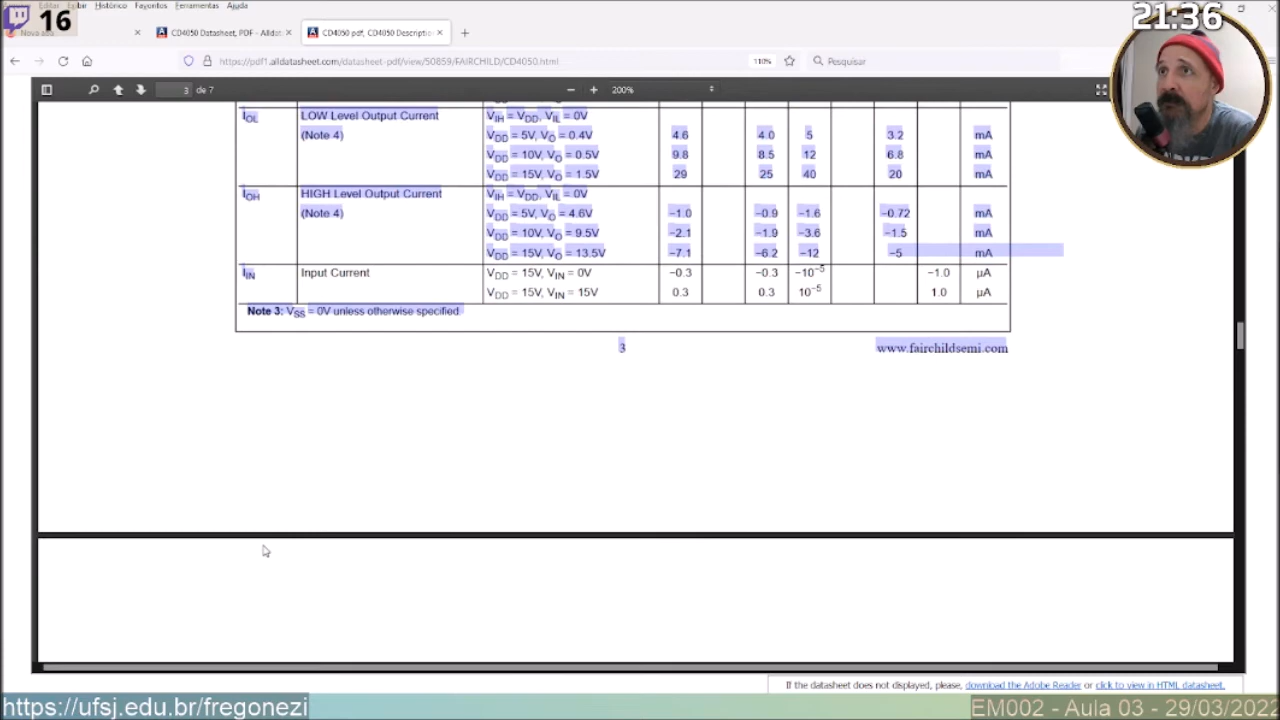 16
21:36
Editar Histórico Favoritos Ferramentas Ajuda
Nova aba
CD4050 Datasheet, PDF - Alldat
CD4050 pdf, CD4050 Descriptio
https://pdf1.alldatasheet.com/datasheet-pdf/view/50859/FAIRCHILD/CD4050.html
110%
Pesquisar
3 de 7
200%
IOL LOW Level Output Current VIH = VDD, VIL = 0V
(Note 4) VDD = 5V, VO = 0.4V 4.6 4.0 5 3.2 mA
VDD = 10V, VO = 0.5V 9.8 8.5 12 6.8 mA
VDD = 15V, VO = 1.5V 29 25 40 20 mA
IOH HIGH Level Output Current VIH = VDD, VIL = 0V
(Note 4) VDD = 5V, VO = 4.6V −1.0 −0.9 −1.6 −0.72 mA
VDD = 10V, VO = 9.5V −2.1 −1.9 −3.6 −1.5 mA
VDD = 15V, VO = 13.5V −7.1 −6.2 −12 −5 mA
IIN Input Current VDD = 15V, VIN = 0V −0.3 −0.3 −10⁻⁵ −1.0 µA
VDD = 15V, VIN = 15V 0.3 0.3 10⁻⁵ 1.0 µA
Note 3: VSS = 0V unless otherwise specified
3 www.fairchildsemi.com
If the datasheet does not displayed, please, download the Adobe Reader or click to view in HTML datasheet.
https://ufsj.edu.br/fregonezi
EM002 - Aula 03 - 29/03/2022